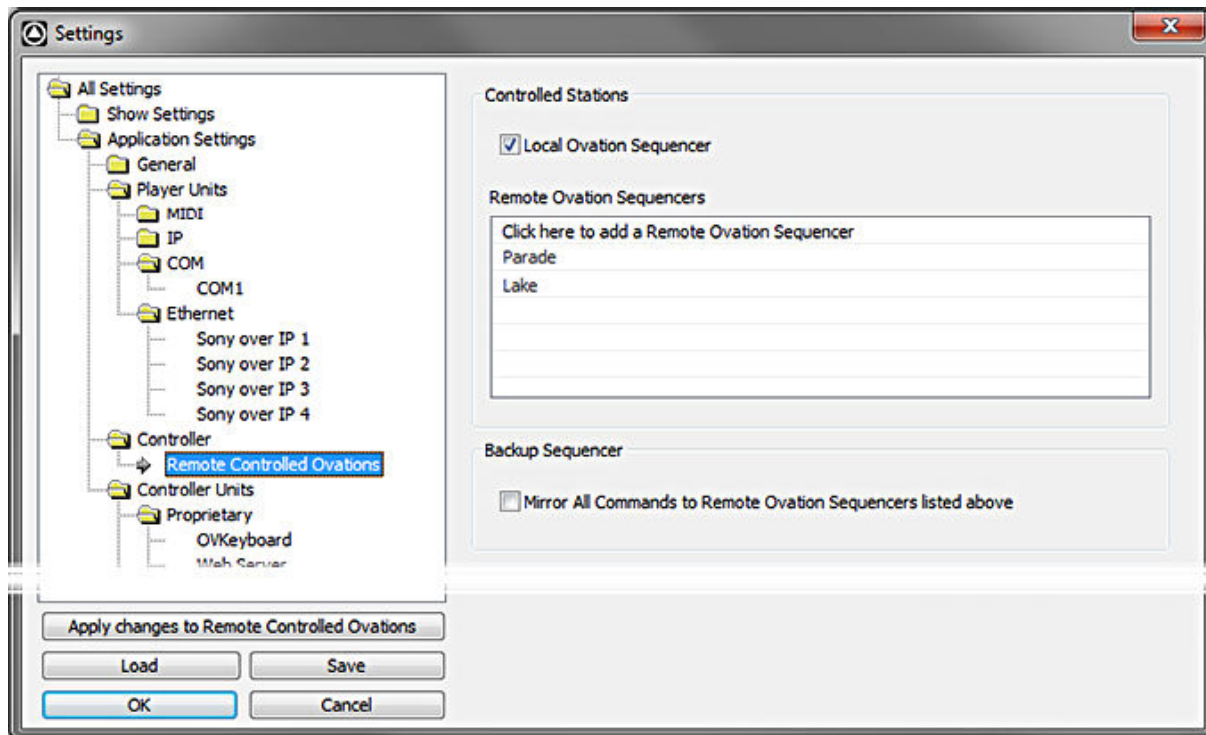 Settings
All Settings
Show Settings
Application Settings
General
Player Units
MIDI
IP
COM
COM1
Ethernet
Sony over IP 1
Sony over IP 2
Sony over IP 3
Sony over IP 4
Controller
Remote Controlled Ovations
Controller Units
Proprietary
OVKeyboard
Web Server
Apply changes to Remote Controlled Ovations
Load
Save
OK
Cancel
Controlled Stations
Local Ovation Sequencer
Remote Ovation Sequencers
Click here to add a Remote Ovation Sequencer
Parade
Lake
Backup Sequencer
Mirror All Commands to Remote Ovation Sequencers listed above